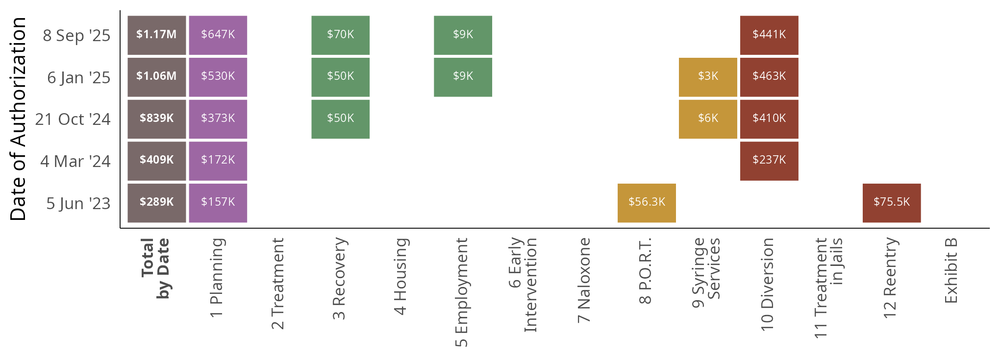 Date of Authorization
8 Sep '25 $1.17M $647K $70K $9K $441K
6 Jan '25 $1.06M $530K $50K $9K $3K $463K
21 Oct '24 $839K $373K $50K $6K $410K
4 Mar '24 $409K $172K $237K
5 Jun '23 $289K $157K $56.3K $75.5K
Total
by Date
1 Planning
2 Treatment
3 Recovery
4 Housing
5 Employment
6 Early
Intervention
7 Naloxone
8 P.O.R.T.
9 Syringe
Services
10 Diversion
11 Treatment
in Jails
12 Reentry
Exhibit B